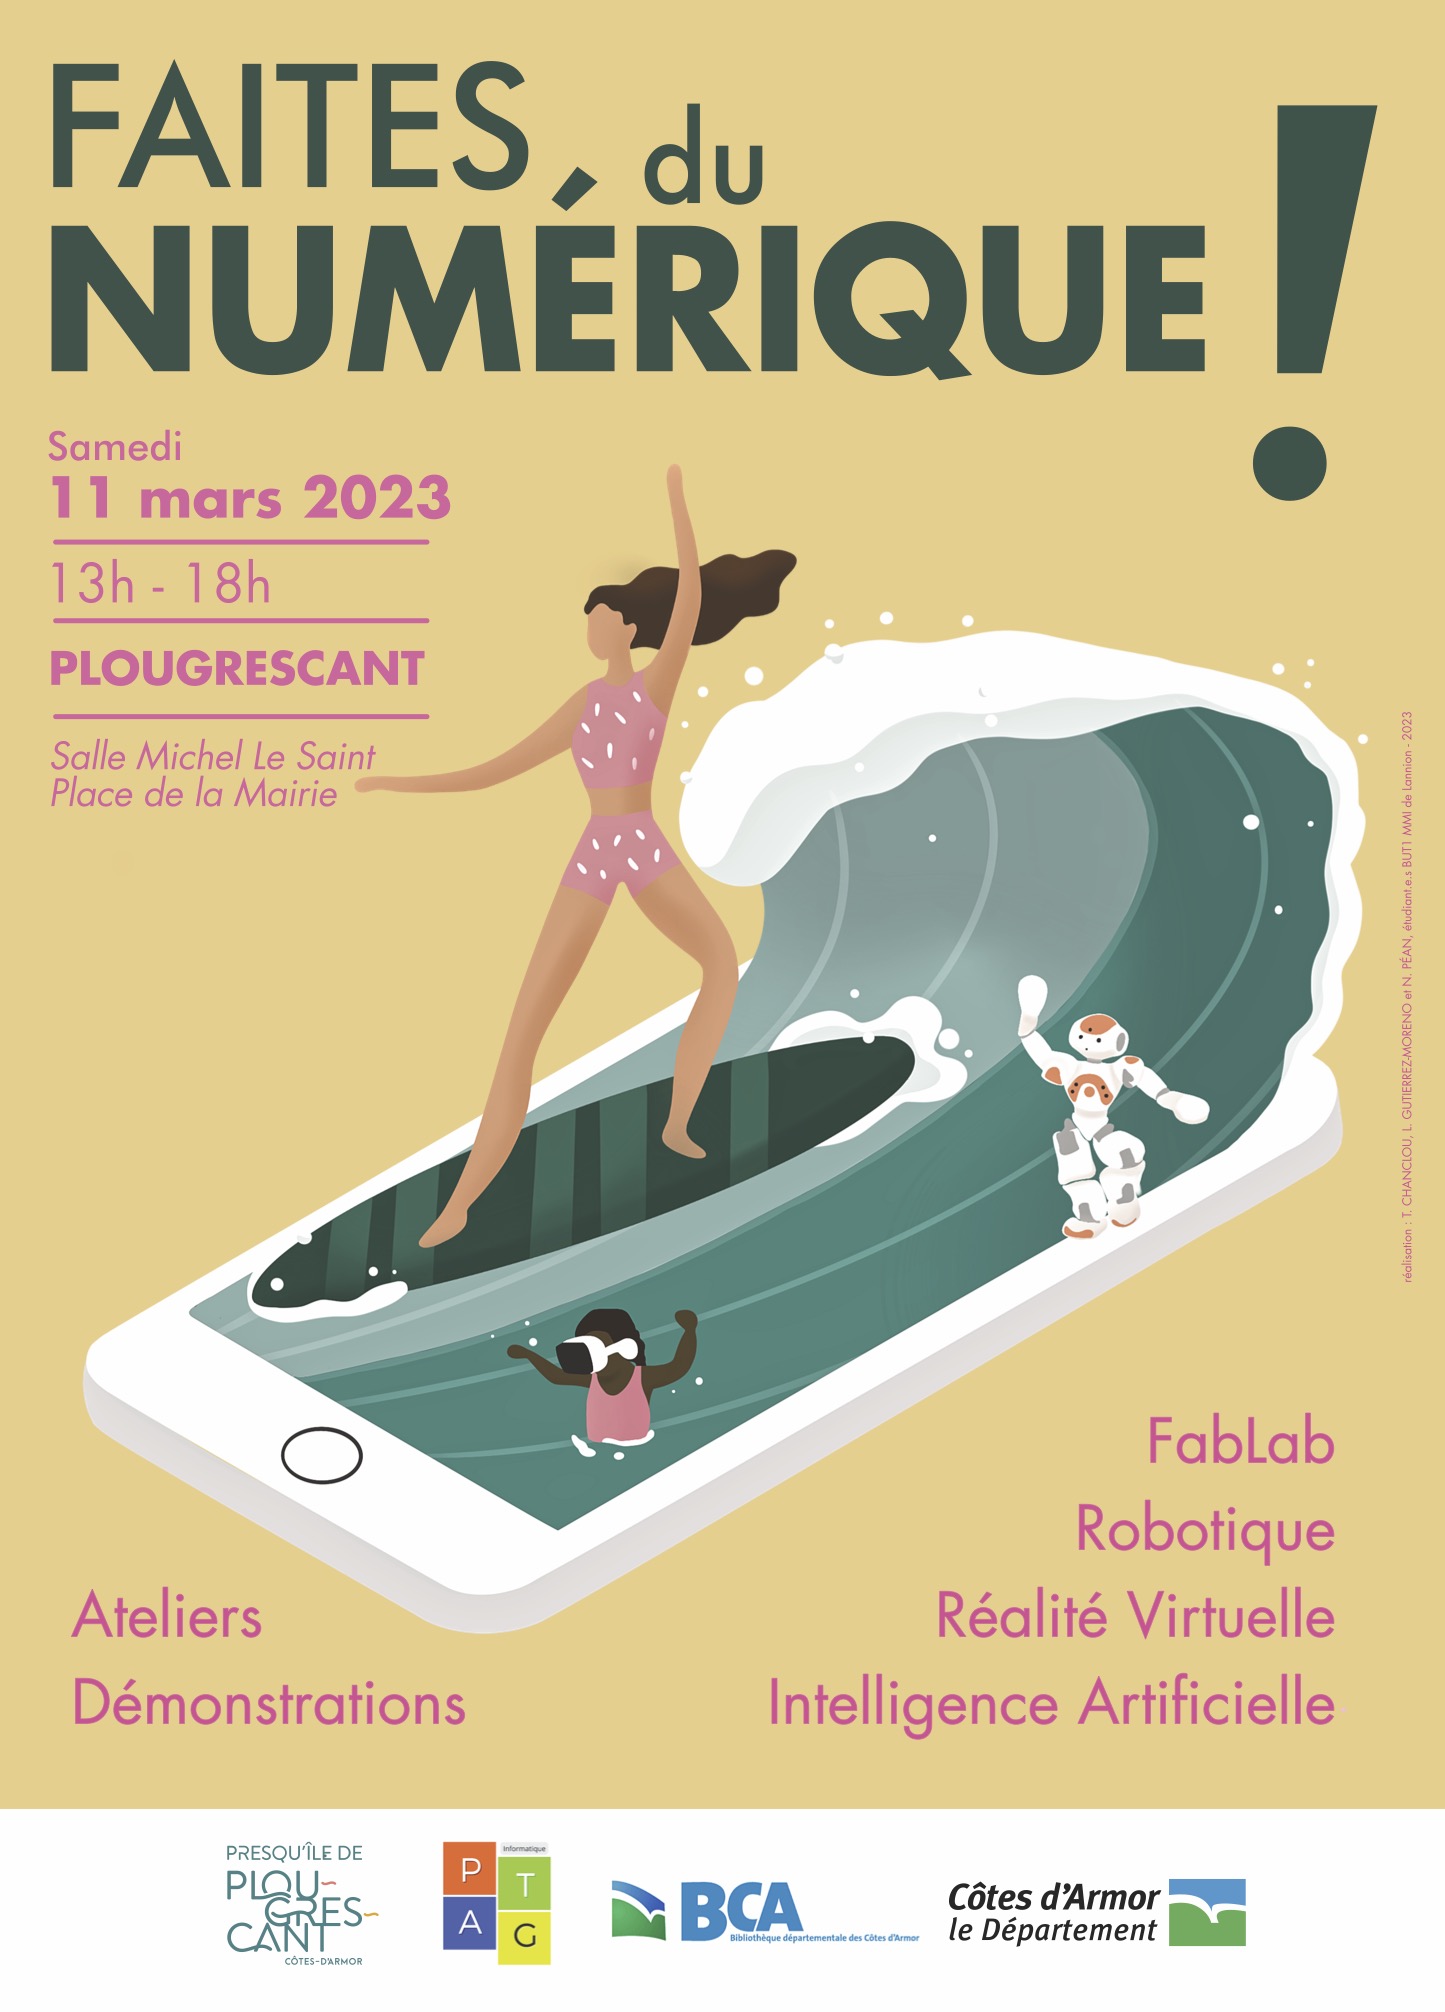 FAITES du
NUMÉRIQUE !
Samedi
11 mars 2023
13h - 18h
PLOUGRESCANT
Salle Michel Le Saint
Place de la Mairie
réalisation : T. CHANCLOU, L. GUTIERREZ-MORENO et N. PÉAN, étudiant.e.s BUT1 MMI de Lannion - 2023
Ateliers
Démonstrations
FabLab
Robotique
Réalité Virtuelle
Intelligence Artificielle
PRESQU'ÎLE DE
PLOU-
GRES-
CANT
CÔTES-D'ARMOR
Informatique
P T
A G
BCA
Bibliothèque départementale des Côtes d'Armor
Côtes d'Armor
le Département